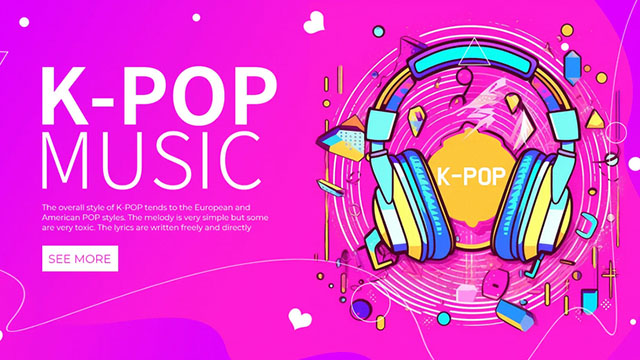 K-POP
MUSIC
The overall style of K-POP tends to the European and
American POP styles. The melody is very simple but some
are very toxic. The lyrics are written freely and directly
SEE MORE
K-POP